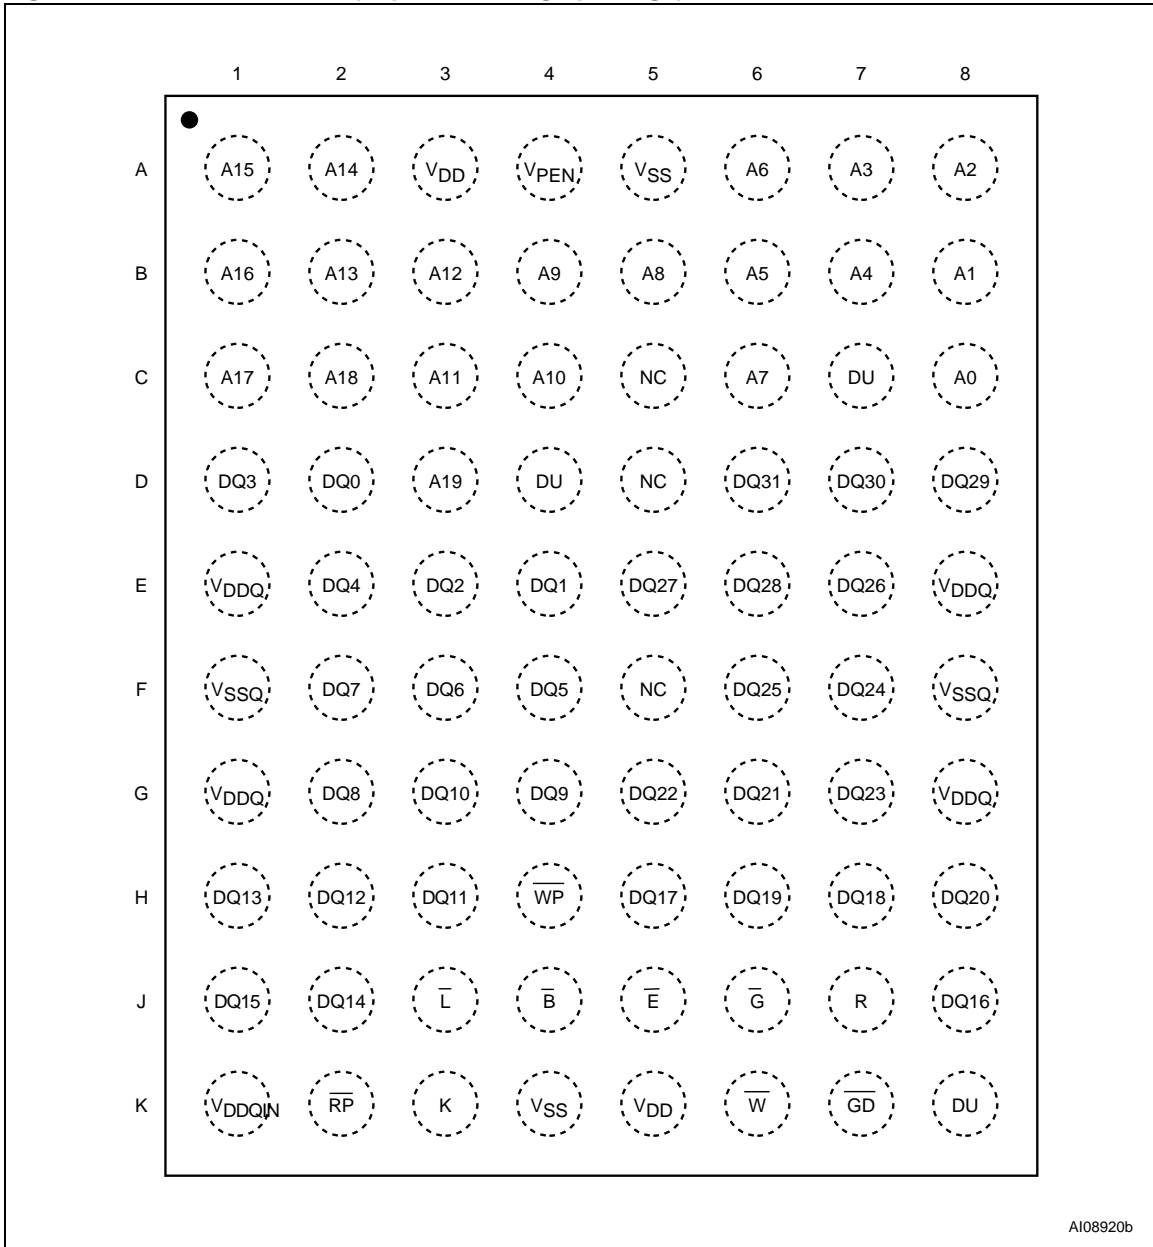 1 2 3 4 5 6 7 8
A A15 A14 VDD VPEN VSS A6 A3 A2
B A16 A13 A12 A9 A8 A5 A4 A1
C A17 A18 A11 A10 NC A7 DU A0
D DQ3 DQ0 A19 DU NC DQ31 DQ30 DQ29
E VDDQ DQ4 DQ2 DQ1 DQ27 DQ28 DQ26 VDDQ
F VSSQ DQ7 DQ6 DQ5 NC DQ25 DQ24 VSSQ
G VDDQ DQ8 DQ10 DQ9 DQ22 DQ21 DQ23 VDDQ
H DQ13 DQ12 DQ11 W̅P̅ DQ17 DQ19 DQ18 DQ20
J DQ15 DQ14 L̅ B̅ E̅ G̅ R DQ16
K VDDQIN R̅P̅ K VSS VDD W̅ G̅D̅ DU
AI08920b